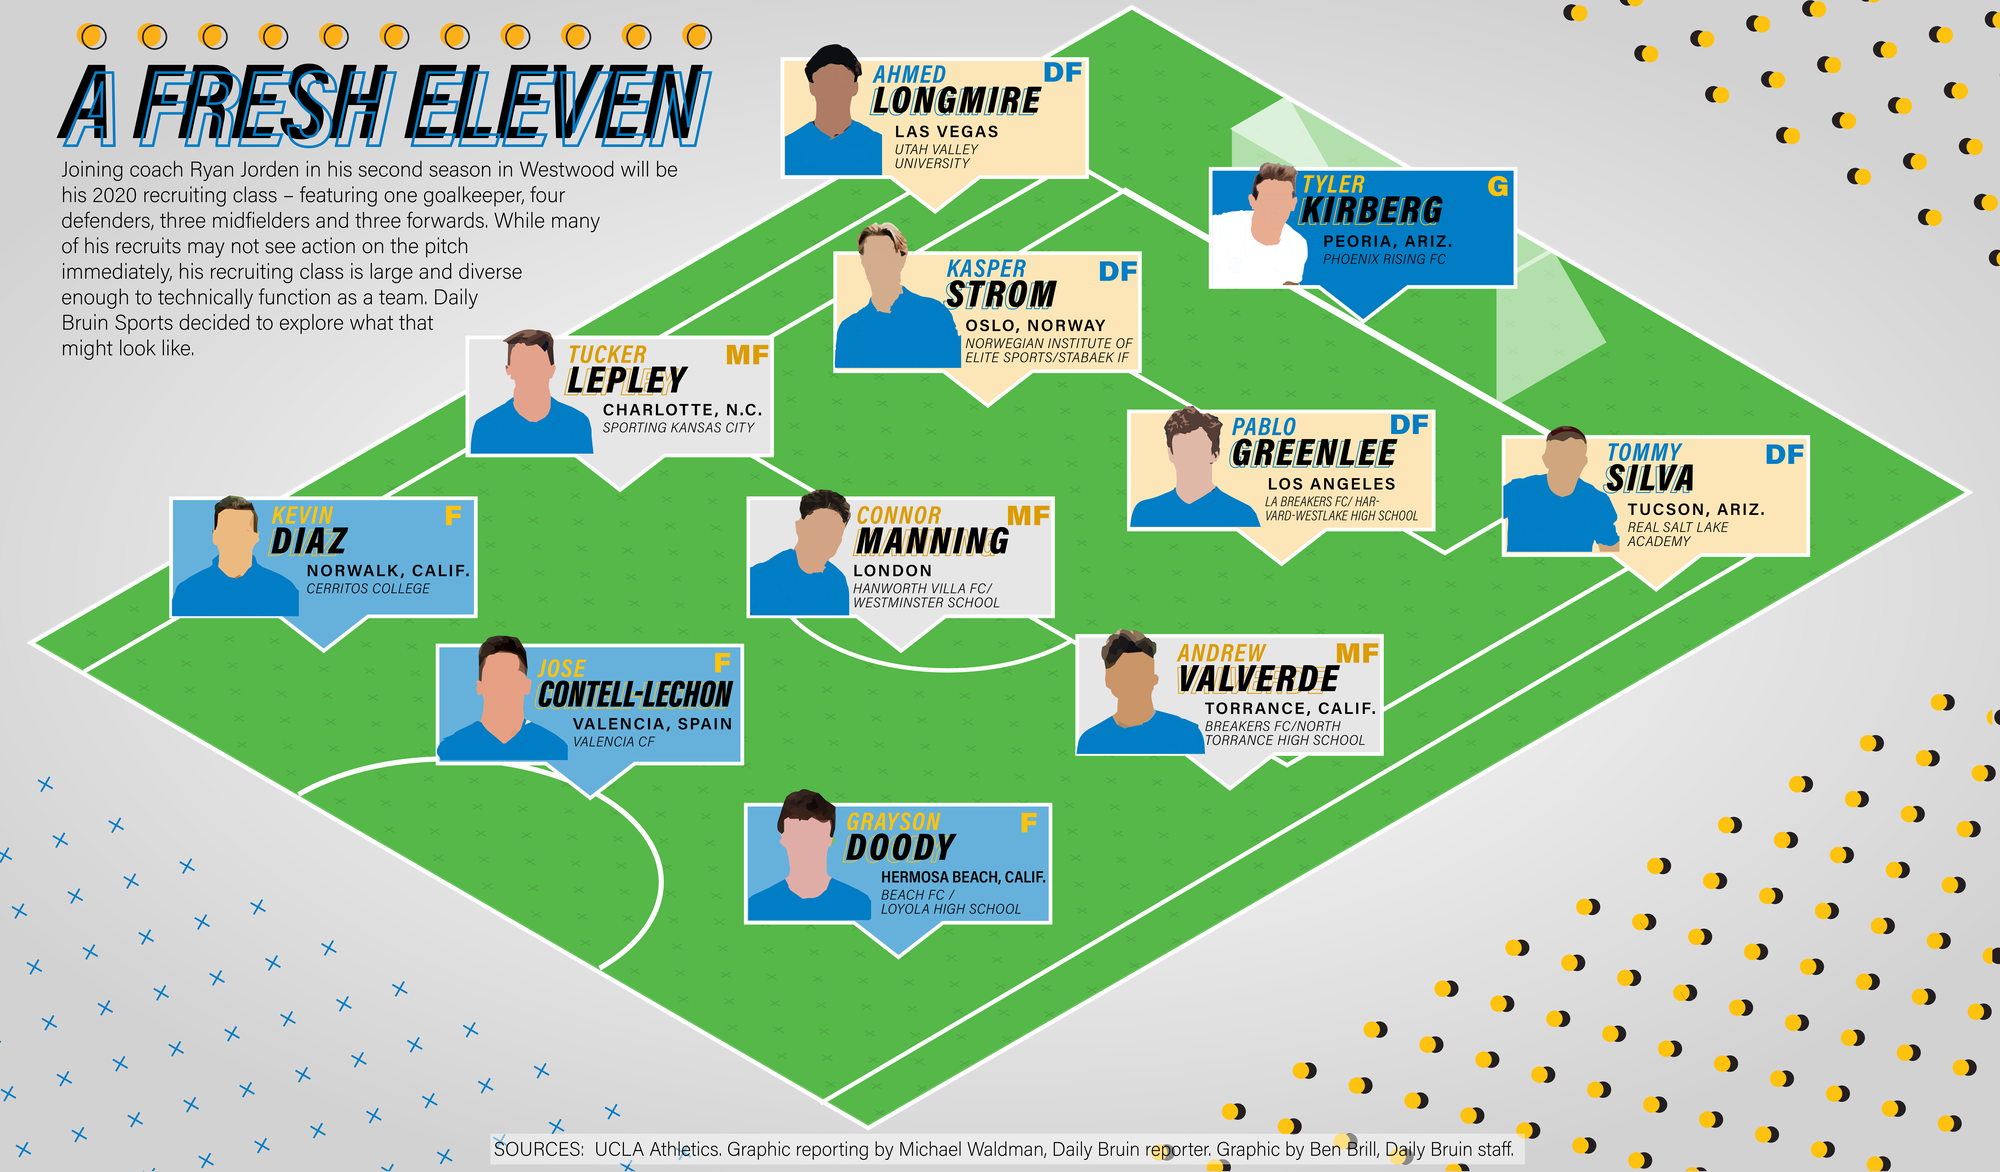 A FRESH ELEVEN
Joining coach Ryan Jorden in his second season in Westwood will be
his 2020 recruiting class – featuring one goalkeeper, four
defenders, three midfielders and three forwards. While many
of his recruits may not see action on the pitch
immediately, his recruiting class is large and diverse
enough to technically function as a team. Daily
Bruin Sports decided to explore what that
might look like.
AHMED
DF
LONGMIRE
LAS VEGAS
UTAH VALLEY
UNIVERSITY
TYLER
G
KIRBERG
PEORIA, ARIZ.
PHOENIX RISING FC
KASPER
DF
STROM
OSLO, NORWAY
NORWEGIAN INSTITUTE OF
ELITE SPORTS/STABAEK IF
TUCKER
MF
LEPLEY
CHARLOTTE, N.C.
SPORTING KANSAS CITY
PABLO
DF
GREENLEE
LOS ANGELES
LA BREAKERS FC/ HAR-
VARD-WESTLAKE HIGH SCHOOL
TOMMY
DF
SILVA
TUCSON, ARIZ.
REAL SALT LAKE
ACADEMY
KEVIN
F
DIAZ
NORWALK, CALIF.
CERRITOS COLLEGE
CONNOR
MF
MANNING
LONDON
HANWORTH VILLA FC/
WESTMINSTER SCHOOL
JOSE
F
CONTELL-LECHON
VALENCIA, SPAIN
VALENCIA CF
ANDREW
MF
VALVERDE
TORRANCE, CALIF.
BREAKERS FC/NORTH
TORRANCE HIGH SCHOOL
GRAYSON
F
DOODY
HERMOSA BEACH, CALIF.
BEACH FC /
LOYOLA HIGH SCHOOL
SOURCES: UCLA Athletics. Graphic reporting by Michael Waldman, Daily Bruin reporter. Graphic by Ben Brill, Daily Bruin staff.